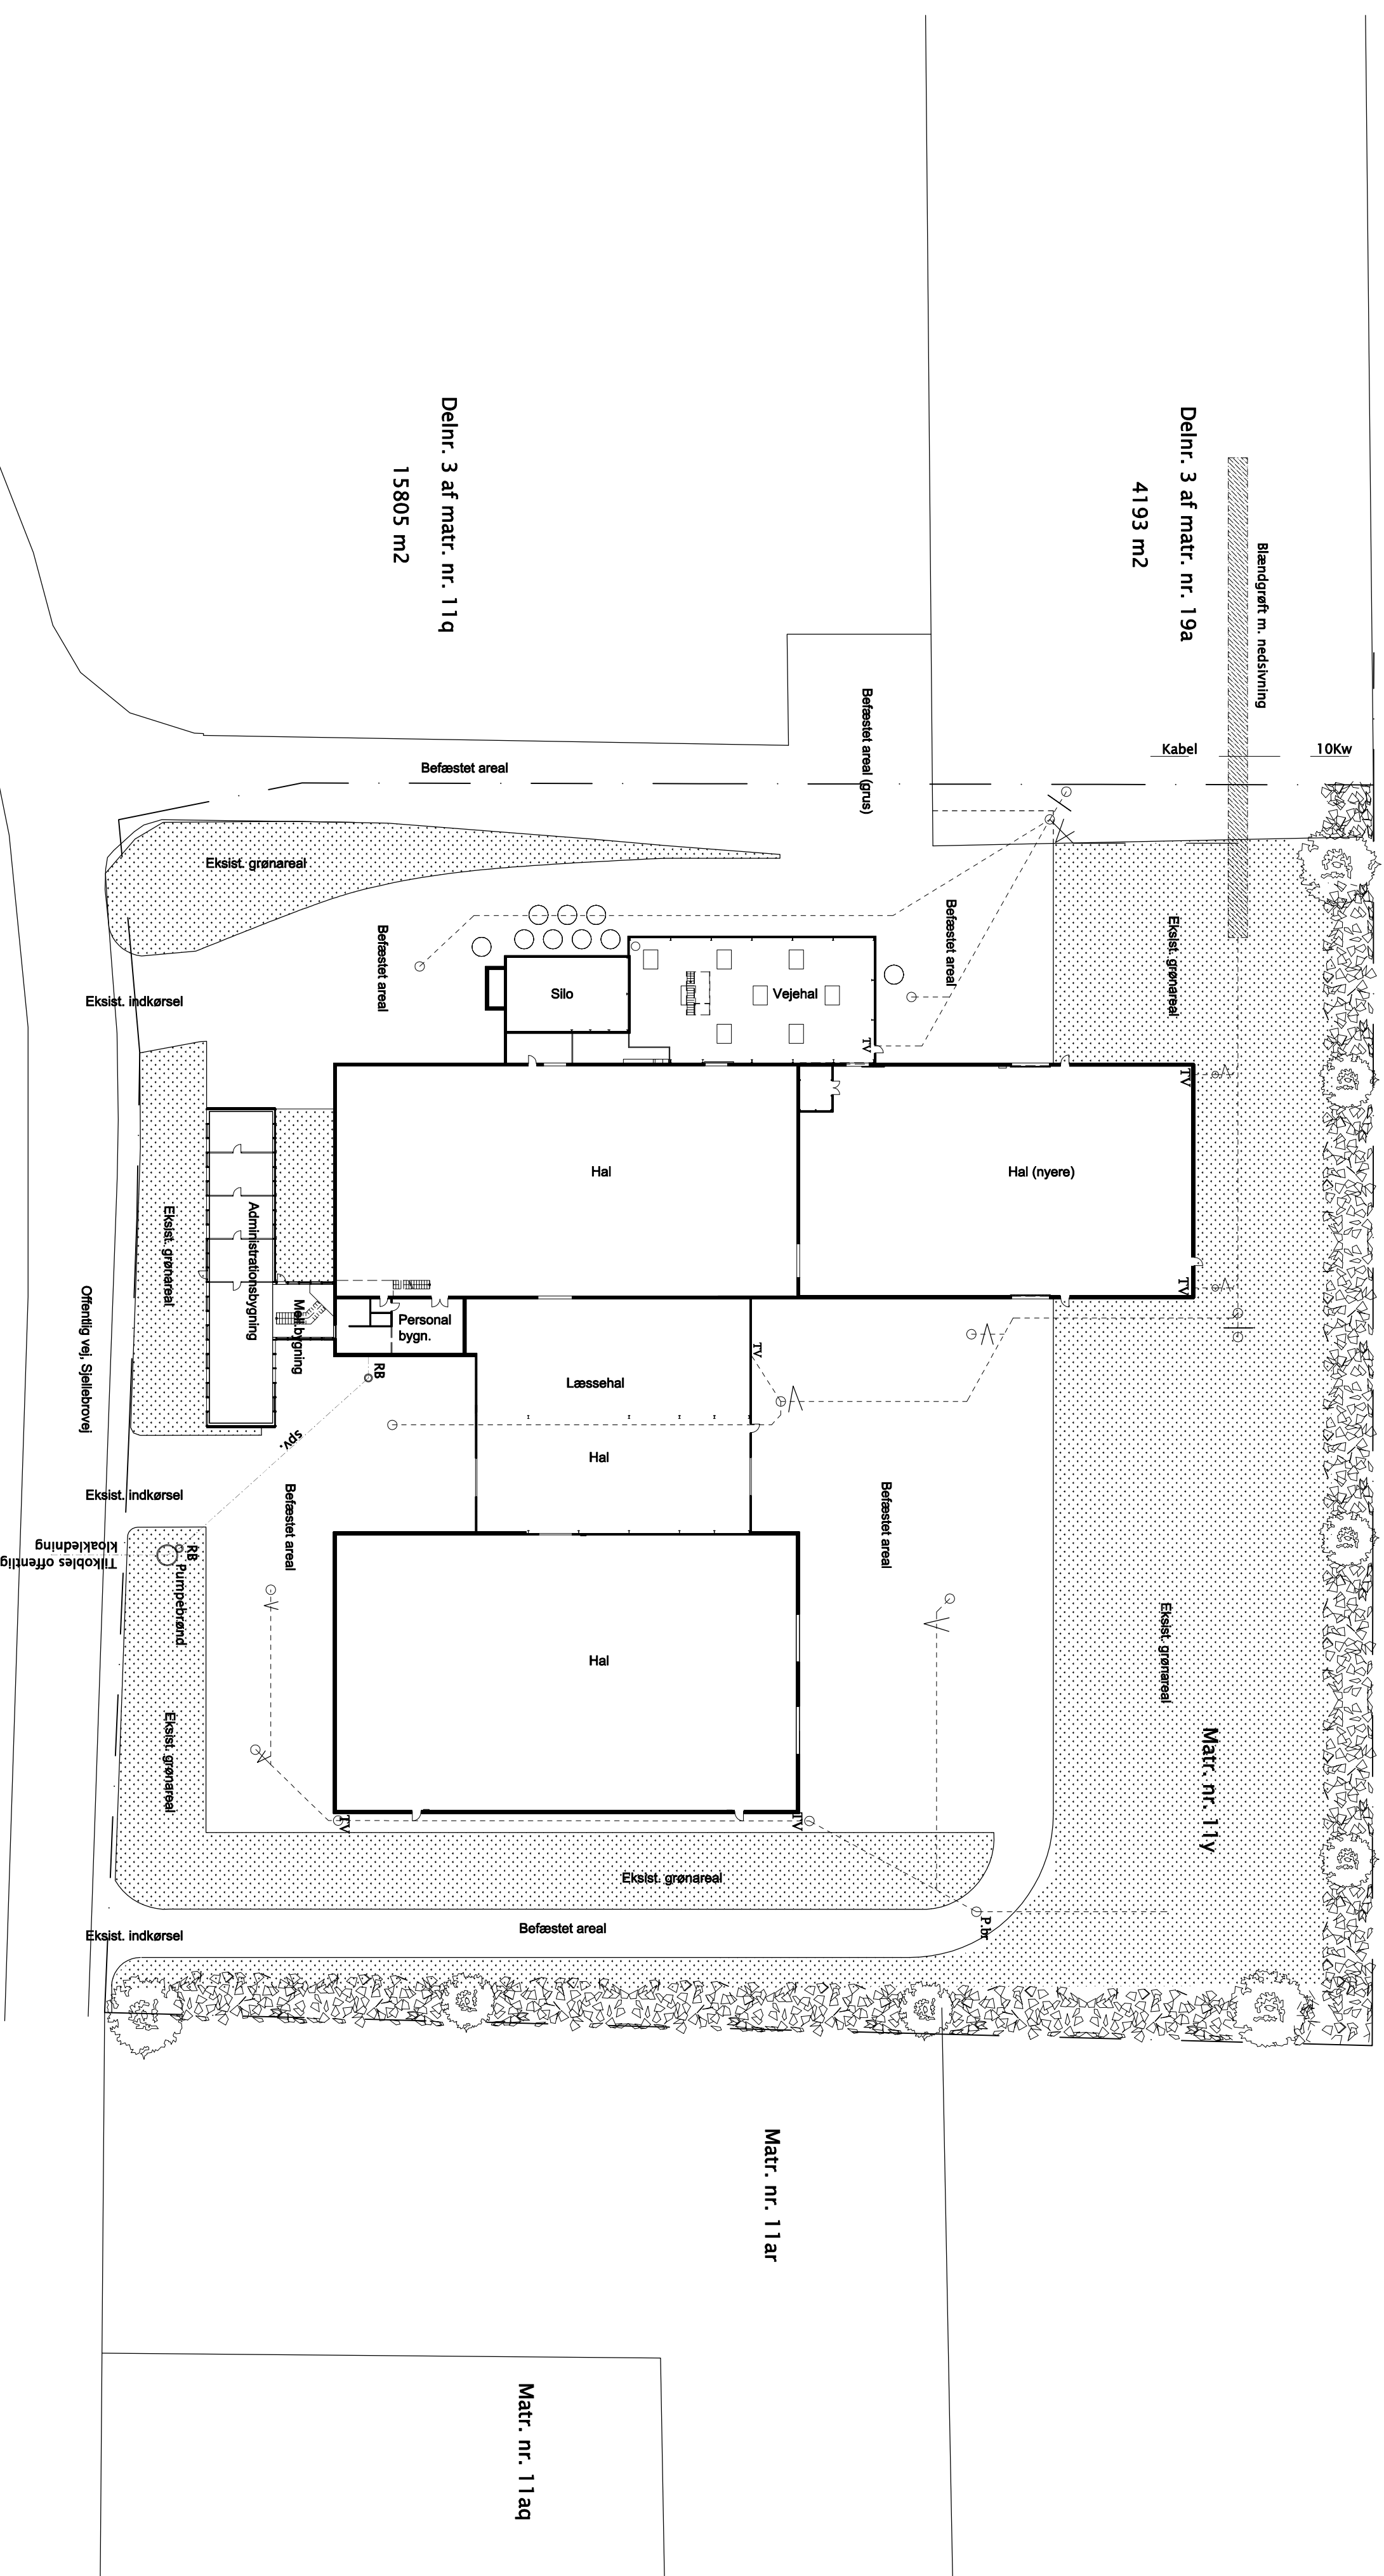 Delnr. 3 af matr. nr. 11q
15805 m2
Delnr. 3 af matr. nr. 19a
4193 m2
Blændgrøft m. nedsivning
Kabel
10Kw
Befæstet areal
Befæstet areal (grus)
Eksist. grønareal
Befæstet areal
Befæstet areal
Eksist. grønareal
Eksist. indkørsel
Silo
Vejehal
TV
TV
Hal
Hal (nyere)
Eksist. grønareal
Administrationsbygning
Mell.bygning
Personal
bygn.
TV
Offentlig vej, Sjellebrovej
RB
Læssehal
TV
spv.
Hal
Eksist. indkørsel
Befæstet areal
Befæstet areal
Tilkobles offentlig
kloakledning
RB
Pumpebrønd
Hal
Eksist. grønareal
Eksist. grønareal
Matr. nr. 11y
TV
TV
Eksist. grønareal
Befæstet areal
P.br
Eksist. indkørsel
Matr. nr. 11ar
Matr. nr. 11aq